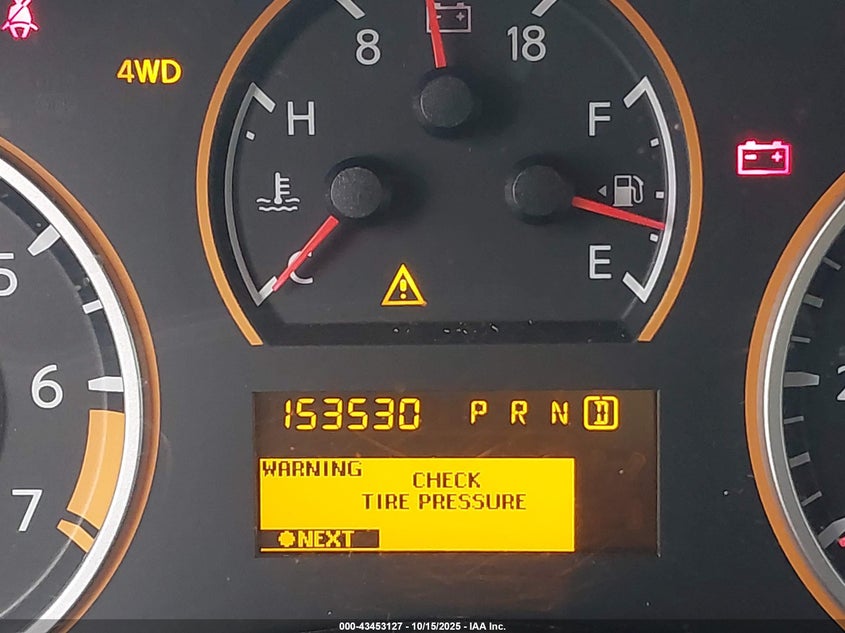 4WD
8 18
H F
C E
5
6
7
2
153530 P R N D
WARNING
CHECK
TIRE PRESSURE
NEXT
000-43453127 - 10/15/2025 - IAA Inc.